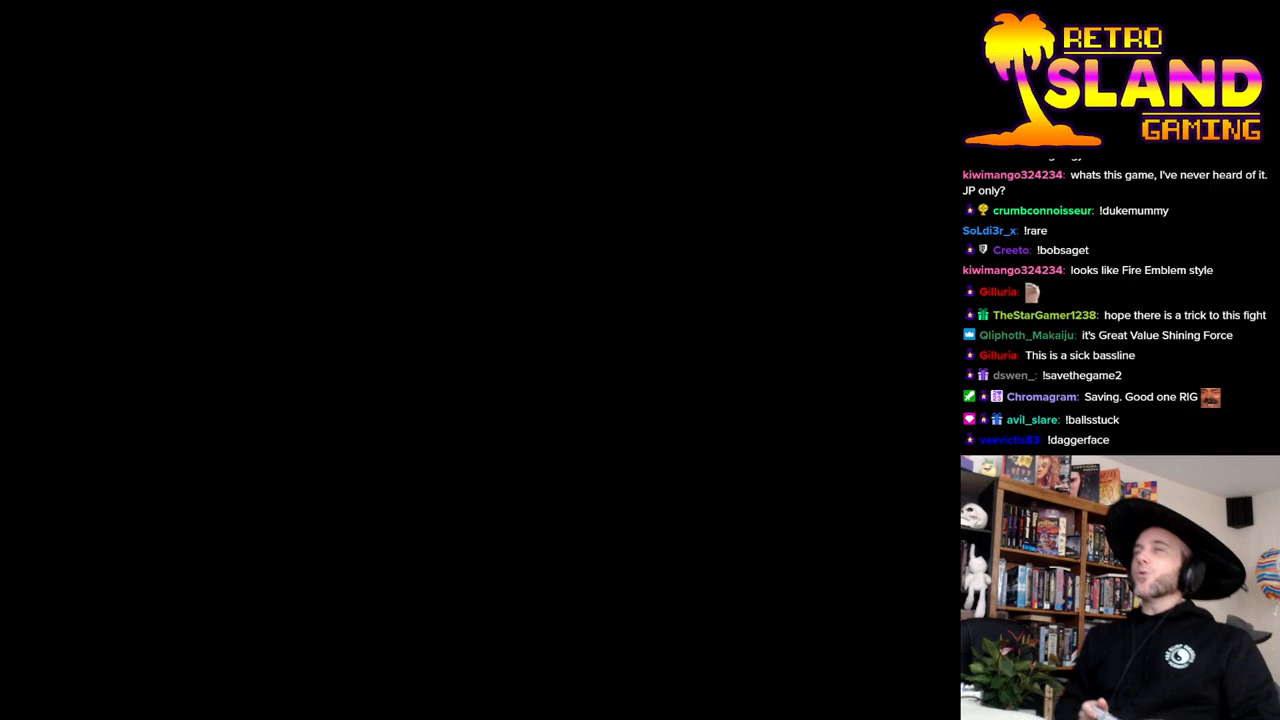 RETRO
ISLAND
GAMING
kiwimango324234: whats this game, I've never heard of it.
JP only?
crumbconnoisseur: !dukemummy
SoLdi3r_x: !rare
Creeto: !bobsaget
kiwimango324234: looks like Fire Emblem style
Gilluria:
TheStarGamer1238: hope there is a trick to this fight
Qliphoth_Makaiju: it's Great Value Shining Force
Gilluria: This is a sick bassline
dswen_: !savethegame2
Chromagram: Saving. Good one RIG
avil_slare: !ballsstuck
vaevictis83 !daggerface